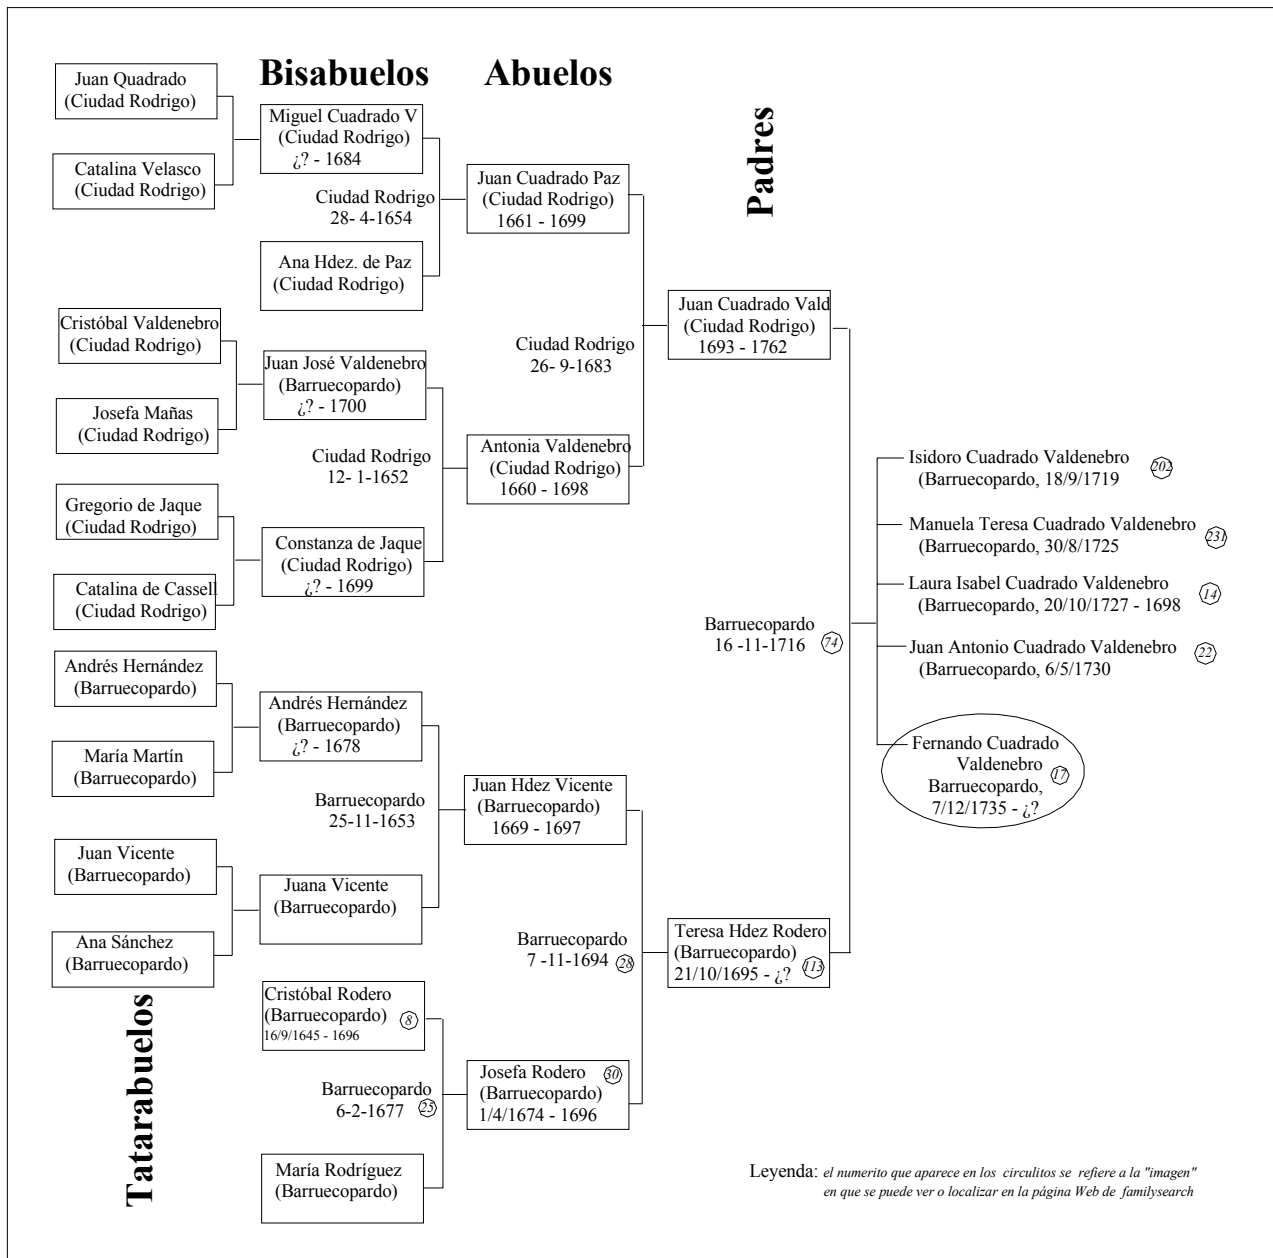 Bisabuelos
Abuelos
Padres
Tatarabuelos
Juan Quadrado
(Ciudad Rodrigo)
Catalina Velasco
(Ciudad Rodrigo)
Cristóbal Valdenebro
(Ciudad Rodrigo)
Josefa Mañas
(Ciudad Rodrigo)
Gregorio de Jaque
(Ciudad Rodrigo)
Catalina de Cassell
(Ciudad Rodrigo)
Andrés Hernández
(Barruecopardo)
María Martín
(Barruecopardo)
Juan Vicente
(Barruecopardo)
Ana Sánchez
(Barruecopardo)
Miguel Cuadrado V
(Ciudad Rodrigo)
¿? - 1684
Ciudad Rodrigo
28- 4-1654
Ana Hdez. de Paz
(Ciudad Rodrigo)
Juan José Valdenebro
(Barruecopardo)
¿? - 1700
Ciudad Rodrigo
12- 1-1652
Constanza de Jaque
(Ciudad Rodrigo)
¿? - 1699
Andrés Hernández
(Barruecopardo)
¿? - 1678
Barruecopardo
25-11-1653
Juana Vicente
(Barruecopardo)
Cristóbal Rodero
(Barruecopardo) 8
16/9/1645 - 1696
Barruecopardo
6-2-1677 25
María Rodríguez
(Barruecopardo)
Juan Cuadrado Paz
(Ciudad Rodrigo)
1661 - 1699
Ciudad Rodrigo
26- 9-1683
Antonia Valdenebro
(Ciudad Rodrigo)
1660 - 1698
Juan Hdez Vicente
(Barruecopardo)
1669 - 1697
Barruecopardo
7 -11-1694 28
Josefa Rodero 30
(Barruecopardo)
1/4/1674 - 1696
Juan Cuadrado Vald
(Ciudad Rodrigo)
1693 - 1762
Barruecopardo
16 -11-1716 74
Teresa Hdez Rodero
(Barruecopardo)
21/10/1695 - ¿? 113
Isidoro Cuadrado Valdenebro
(Barruecopardo, 18/9/1719 202
Manuela Teresa Cuadrado Valdenebro
(Barruecopardo, 30/8/1725 231
Laura Isabel Cuadrado Valdenebro
(Barruecopardo, 20/10/1727 - 1698 14
Juan Antonio Cuadrado Valdenebro
(Barruecopardo, 6/5/1730 22
Fernando Cuadrado
Valdenebro
Barruecopardo, 17
7/12/1735 - ¿?
Leyenda: el numerito que aparece en los circulitos se refiere a la "imagen"
en que se puede ver o localizar en la página Web de familysearch